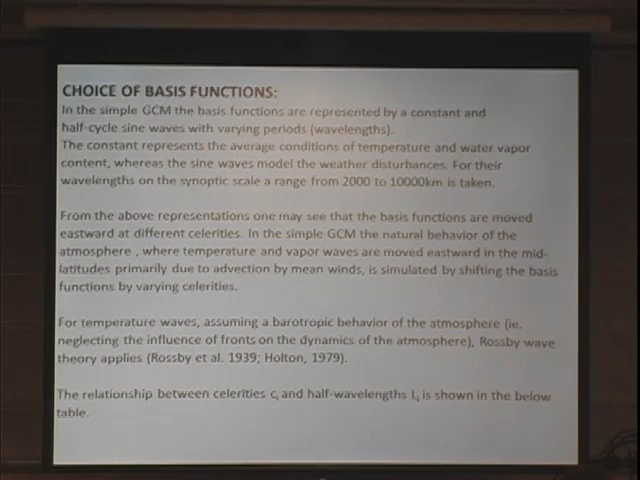 CHOICE OF BASIS FUNCTIONS:
In the simple GCM the basis functions are represented by a constant and
half-cycle sine waves with varying periods (wavelengths).
The constant represents the average conditions of temperature and water vapor
content, whereas the sine waves model the weather disturbances. For their
wavelengths on the synoptic scale a range from 2000 to 10000km is taken.
From the above representations one may see that the basis functions are moved
eastward at different celerities. In the simple GCM the natural behavior of the
atmosphere , where temperature and vapor waves are moved eastward in the mid-
latitudes primarily due to advection by mean winds, is simulated by shifting the basis
functions by varying celerities.
For temperature waves, assuming a barotropic behavior of the atmosphere (ie.
neglecting the influence of fronts on the dynamics of the atmosphere), Rossby wave
theory applies (Rossby et al. 1939; Holton, 1979).
The relationship between celerities cᵢ and half-wavelengths Lᵢ, is shown in the below
table.